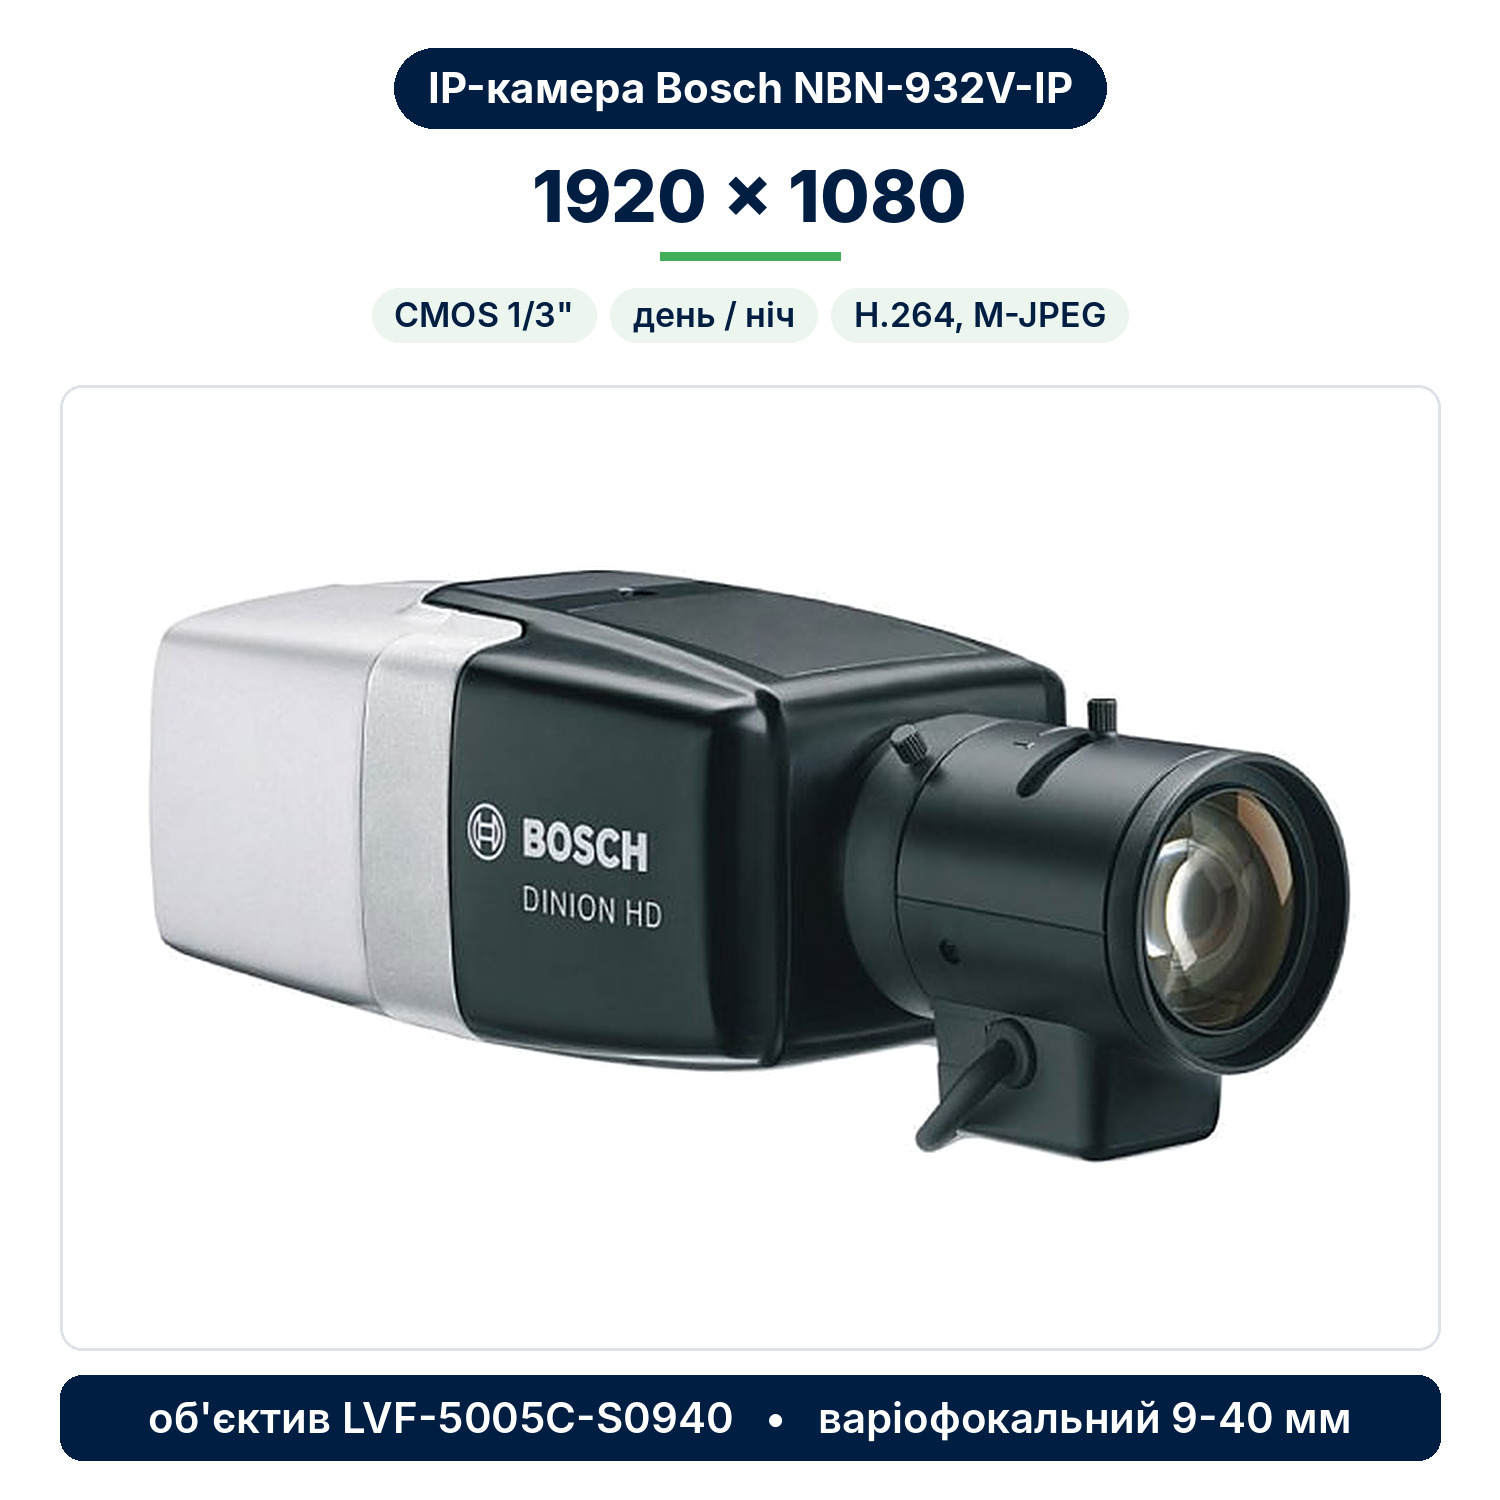 IP-камера Bosch NBN-932V-IP
1920 × 1080
CMOS 1/3" день / ніч H.264, M-JPEG
BOSCH
DINION HD
об'єктив LVF-5005C-S0940 • варіофокальний 9-40 мм